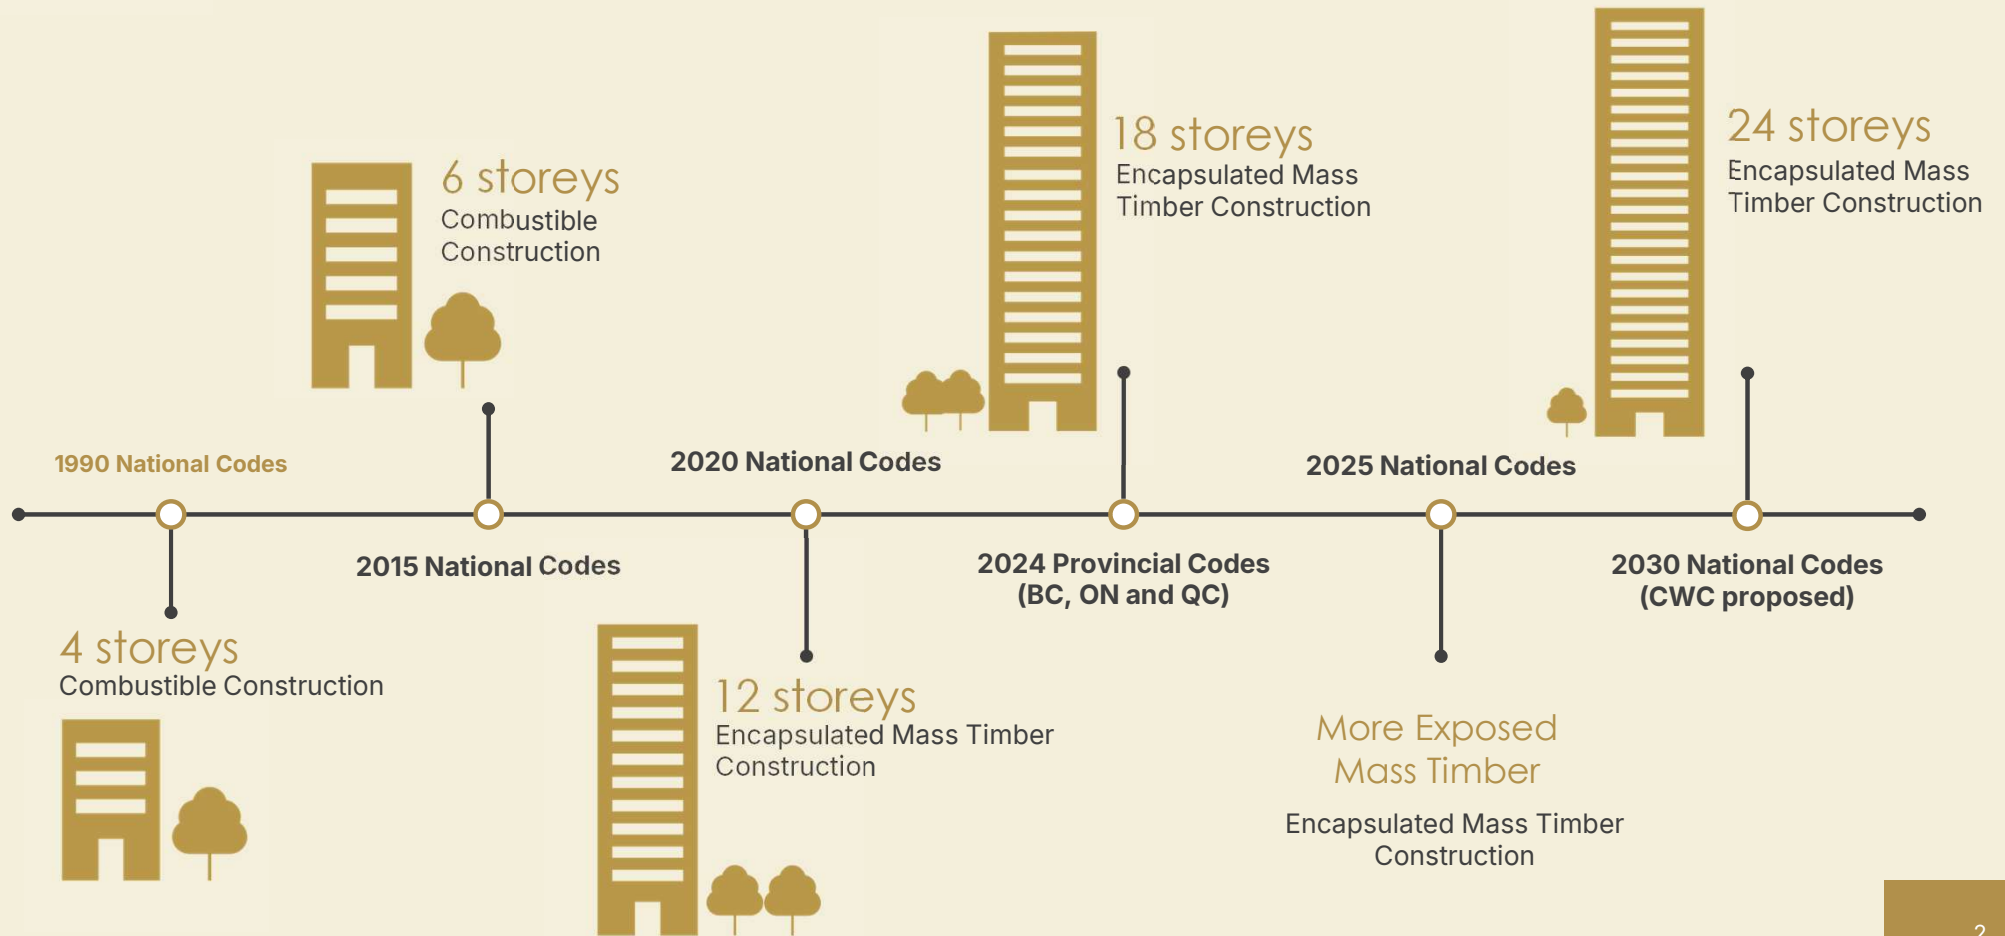 1990 National Codes
4 storeys
Combustible Construction
6 storeys
Combustible
Construction
2015 National Codes
2020 National Codes
12 storeys
Encapsulated Mass Timber
Construction
18 storeys
Encapsulated Mass
Timber Construction
2024 Provincial Codes
(BC, ON and QC)
2025 National Codes
More Exposed
Mass Timber
Encapsulated Mass Timber
Construction
24 storeys
Encapsulated Mass
Timber Construction
2030 National Codes
(CWC proposed)
2